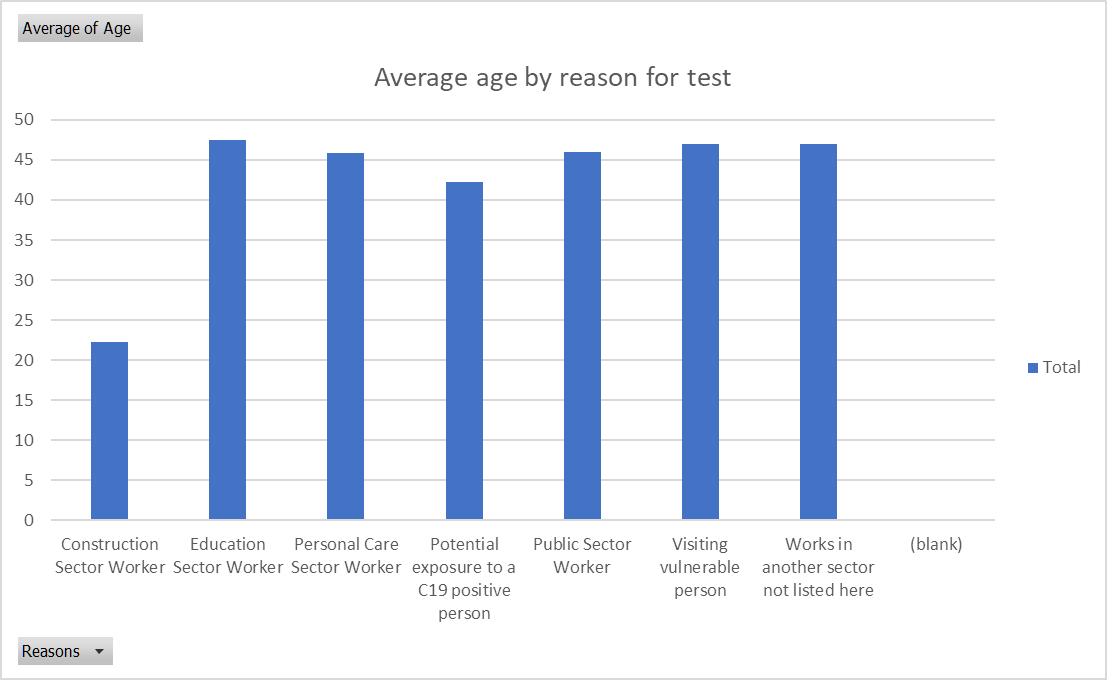 Average of Age
Average age by reason for test
50
45
40
35
30
25
20
15
10
5
0
Total
Construction
Sector Worker
Education
Sector Worker
Personal Care
Sector Worker
Potential
exposure to a
C19 positive
person
Public Sector
Worker
Visiting
vulnerable
person
Works in
another sector
not listed here
(blank)
Reasons